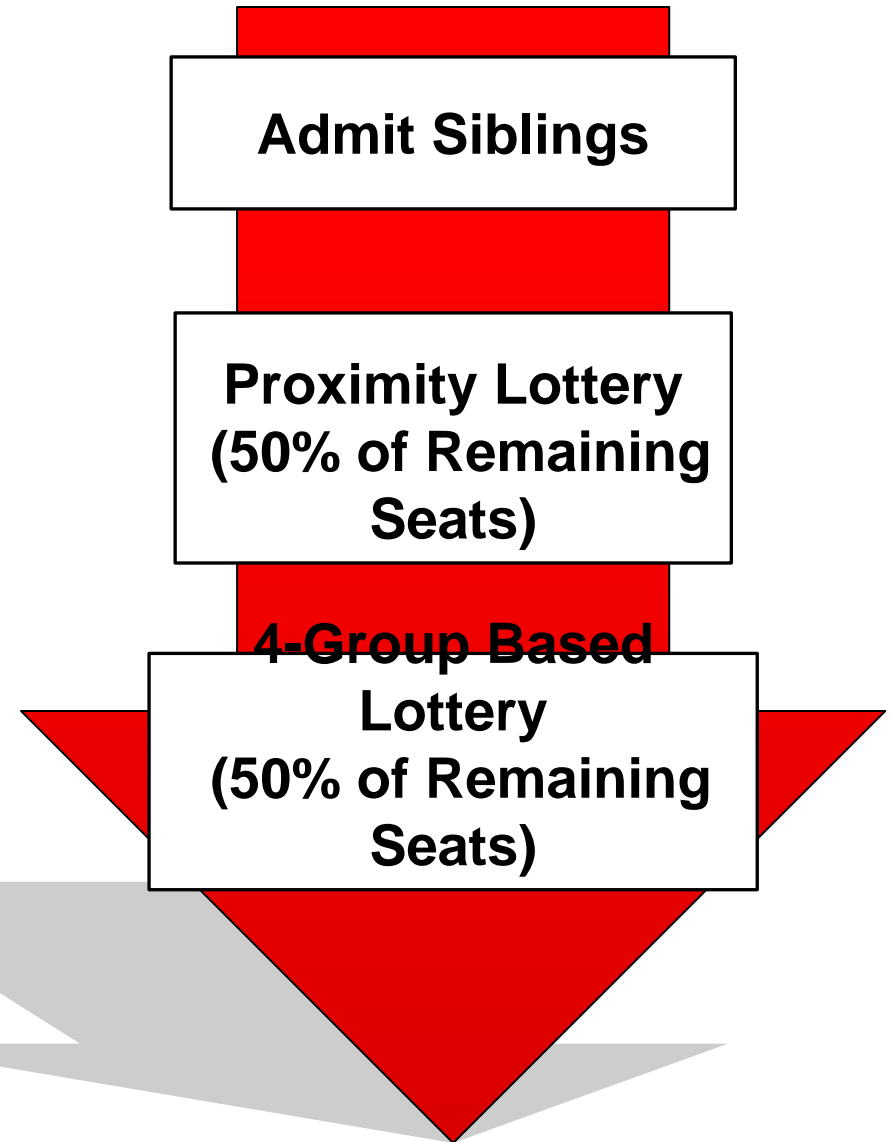 Admit Siblings
Proximity Lottery
(50% of Remaining
Seats)
4-Group Based
Lottery
(50% of Remaining
Seats)